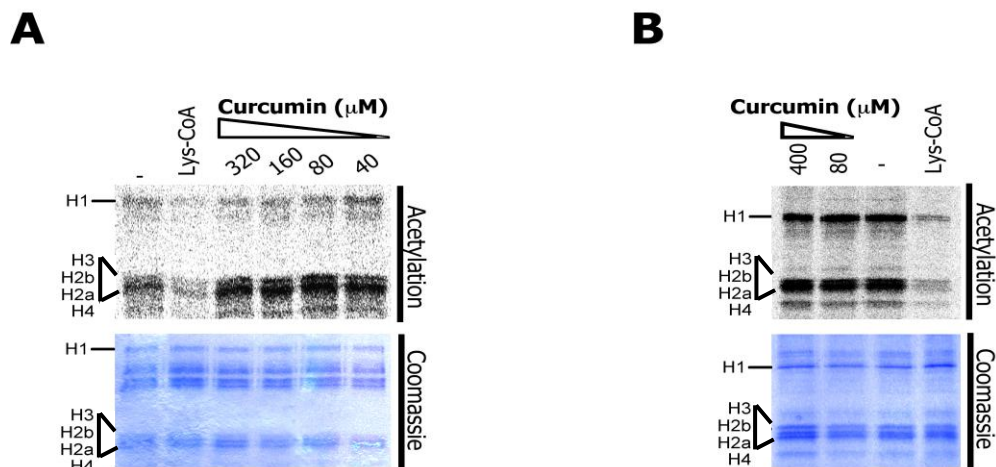 A
Lys-CoA
Curcumin (μM)
- 320 160 80 40
H1
H3
H2b
H2a
H4
Acetylation
H1
H3
H2b
H2a
H4
Coomassie
B
Curcumin (μM)
400 80 - Lys-CoA
H1
H3
H2b
H2a
H4
Acetylation
H1
H3
H2b
H2a
H4
Coomassie